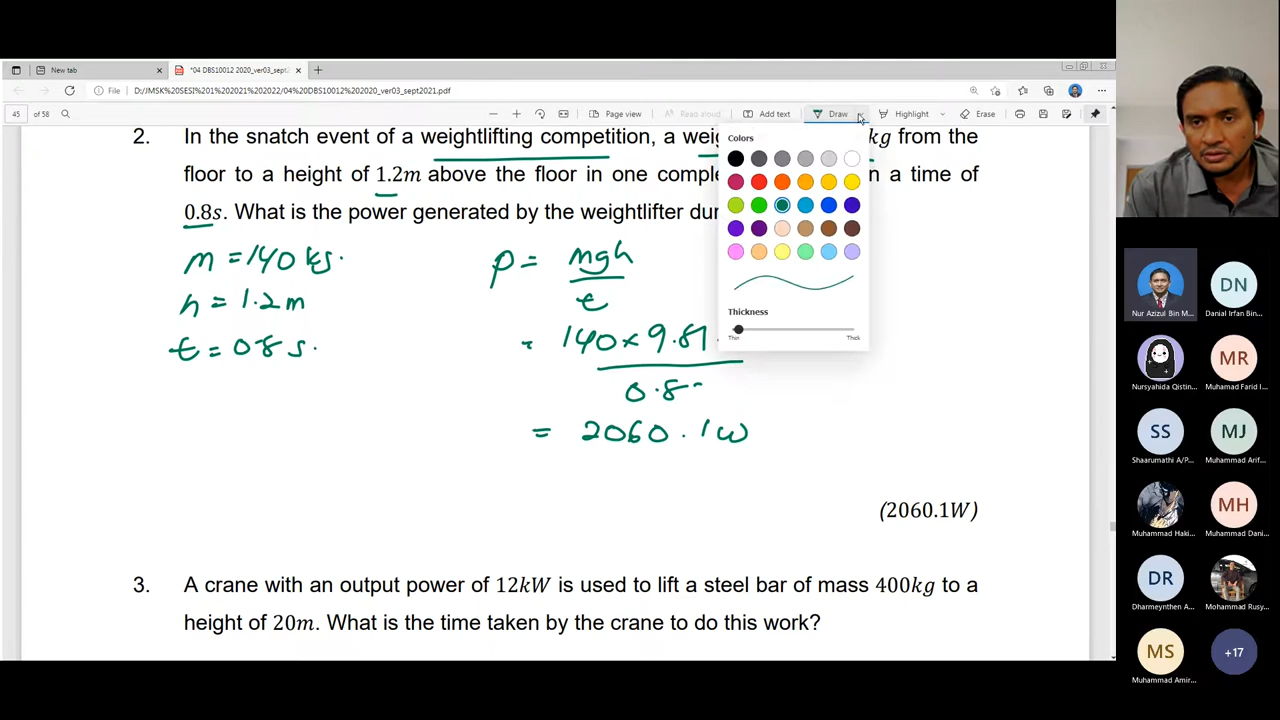 New tab
*04 DBS10012 2020_ver03_sept2021.
File D:/JMSK%20SESI%201%202021%202022/04%20DBS10012%202020_ver03_sept2021.pdf
45 of 58 Page view Read aloud Add text Draw Highlight Erase
2. In the snatch event of a weightlifting competition, a kg from the
floor to a height of 1.2m above the floor in one n a time of
0.8s. What is the power generated by the weightlifter
Colors
Thickness
Thin Thick
m = 140 kg.
h = 1.2 m
t = 0.8 s.
P = mgh
t
= 140 x 9.81
0.8
= 2060.1W
(2060.1W)
3. A crane with an output power of 12kW is used to lift a steel bar of mass 400kg to a
height of 20m. What is the time taken by the crane to do this work?
Nur Azizul Bin M...
DN
Danial Irfan Bin...
Nursyahida Qistin...
MR
Muhamad Farid I...
SS
Shaarumathi A/P...
MJ
Muhammad Arif...
Muhammad Haki...
MH
Muhammad Dani...
DR
Dharmeynthen A...
Mohammad Rusy...
MS
Muhammad Amir...
+17